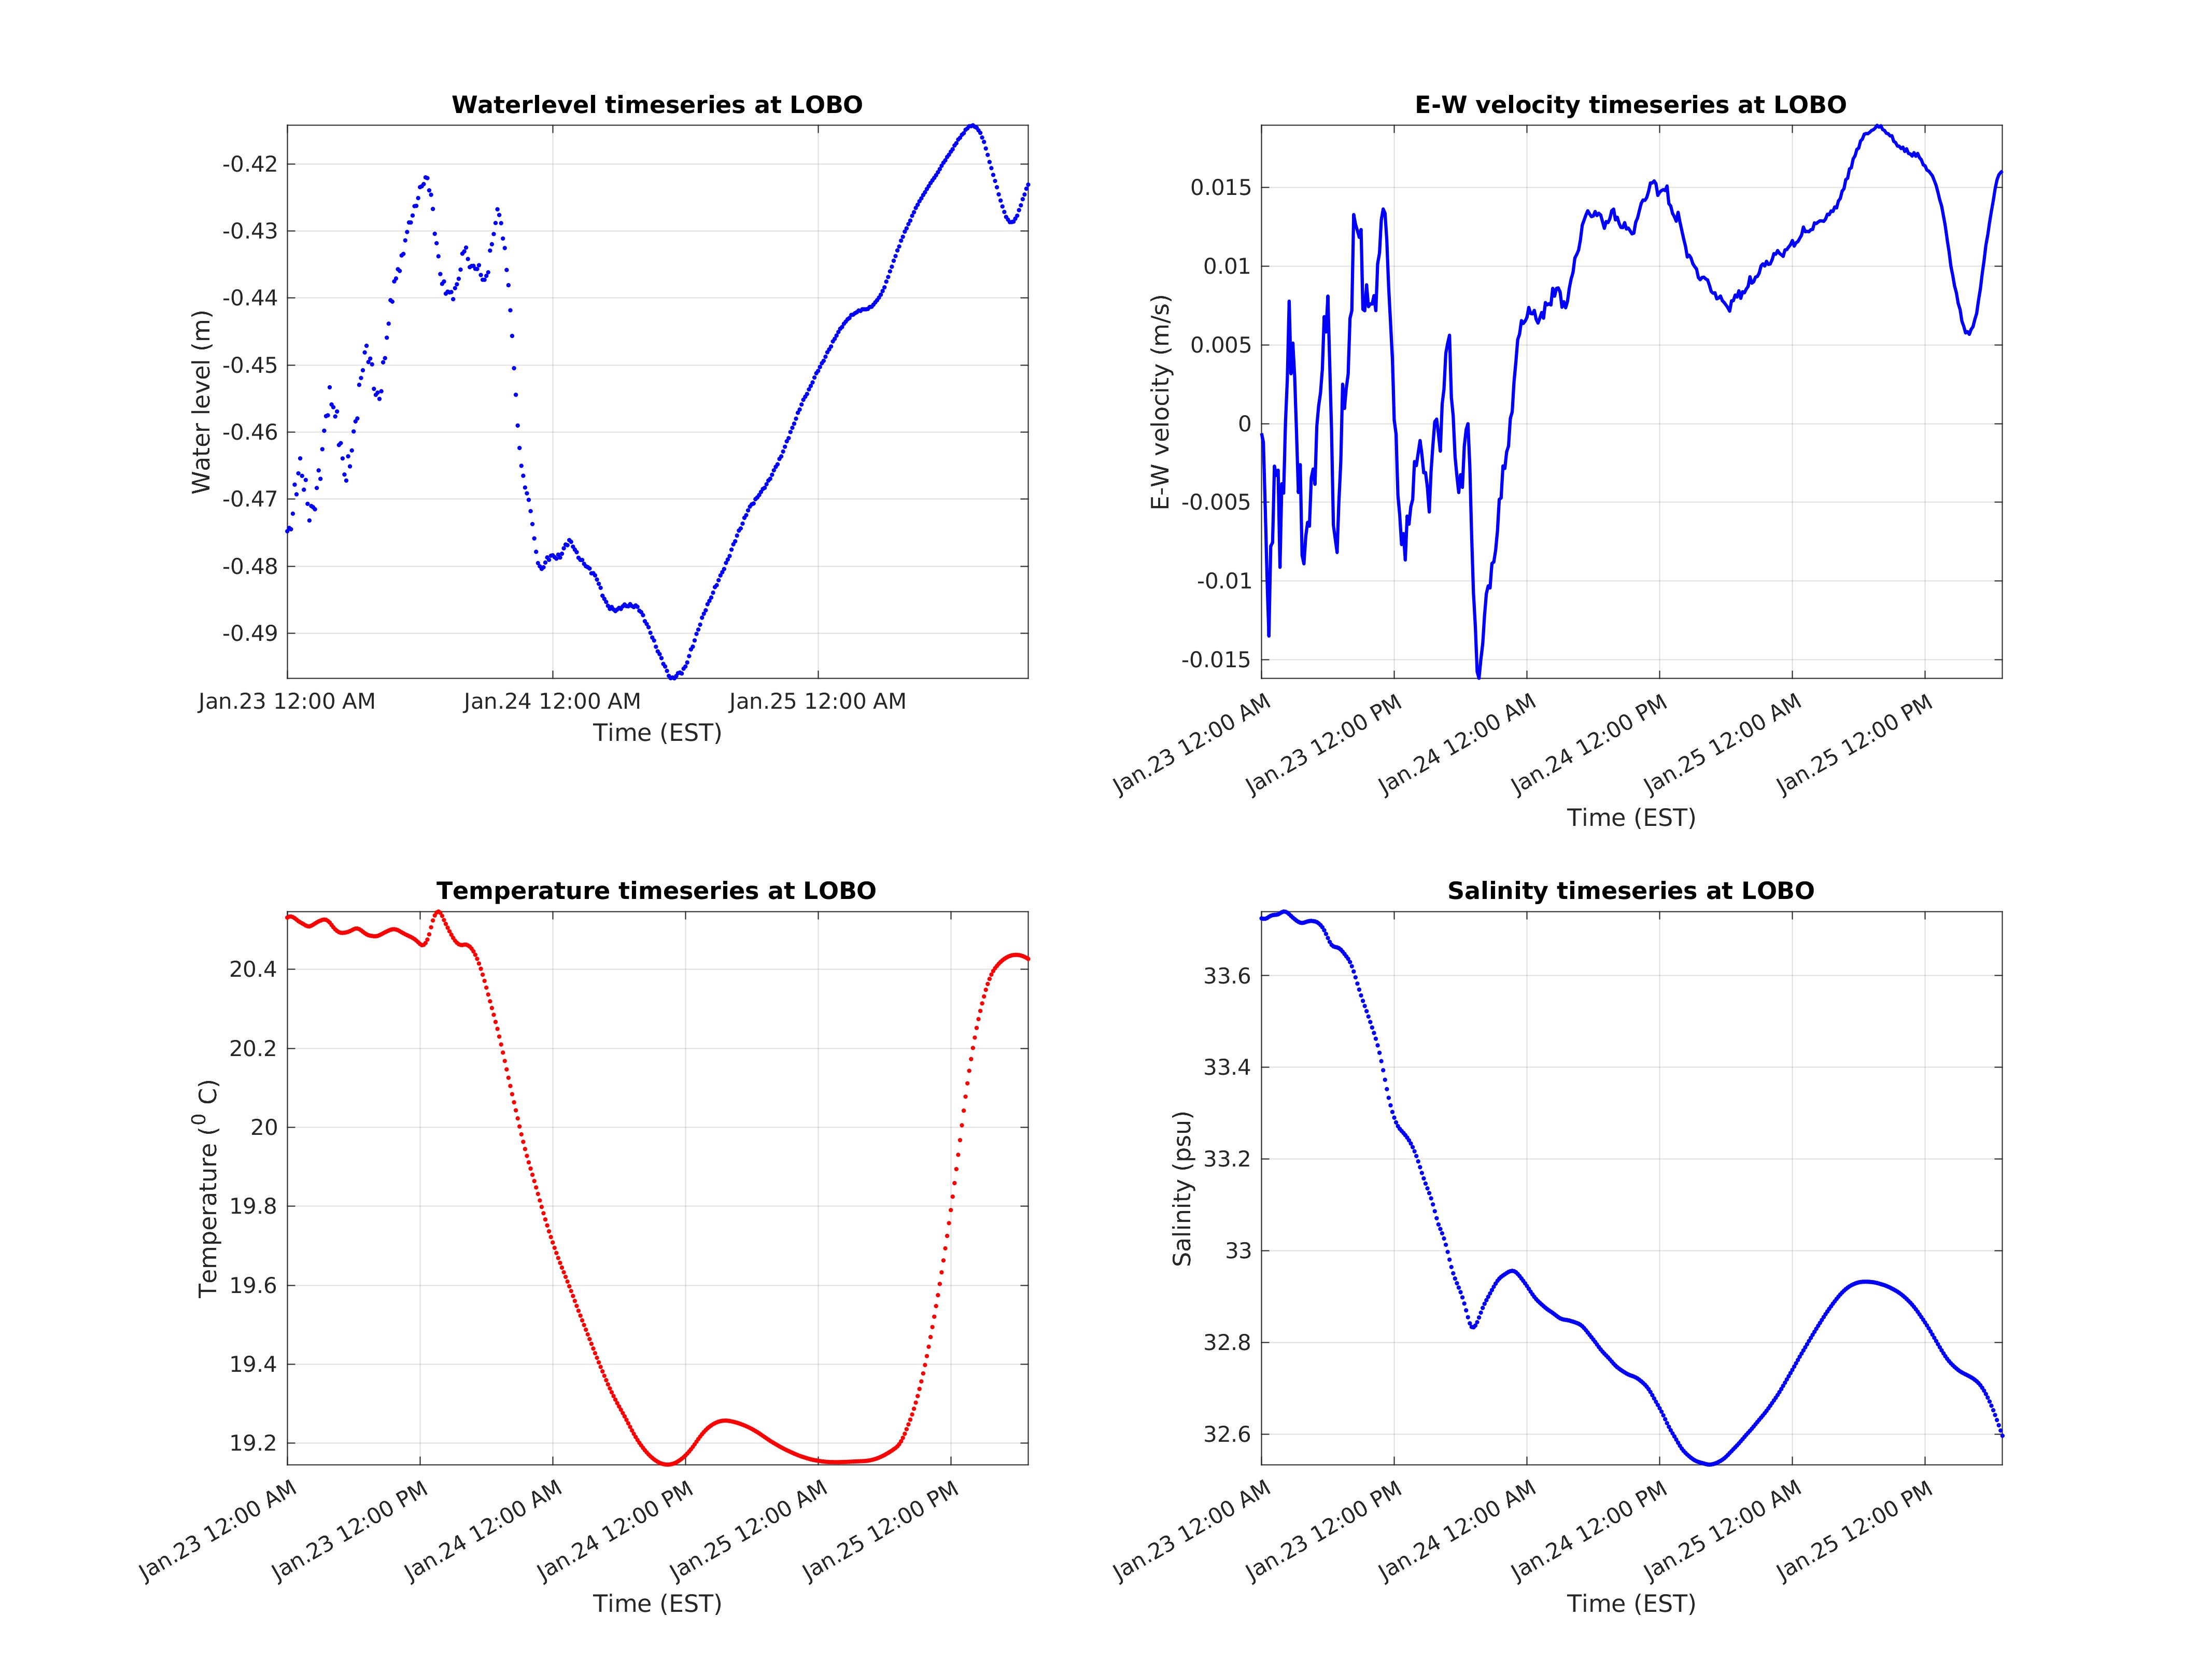 Waterlevel timeseries at LOBO
-0.42
-0.43
-0.44
-0.45
-0.46
-0.47
-0.48
-0.49
Water level (m)
Jan.23 12:00 AM
Jan.24 12:00 AM
Jan.25 12:00 AM
Time (EST)
E-W velocity timeseries at LOBO
0.015
0.01
0.005
0
-0.005
-0.01
-0.015
E-W velocity (m/s)
Jan.23 12:00 AM
Jan.23 12:00 PM
Jan.24 12:00 AM
Jan.24 12:00 PM
Jan.25 12:00 AM
Jan.25 12:00 PM
Time (EST)
Temperature timeseries at LOBO
20.4
20.2
20
19.8
19.6
19.4
19.2
Temperature (⁰ C)
Jan.23 12:00 AM
Jan.23 12:00 PM
Jan.24 12:00 AM
Jan.24 12:00 PM
Jan.25 12:00 AM
Jan.25 12:00 PM
Time (EST)
Salinity timeseries at LOBO
33.6
33.4
33.2
33
32.8
32.6
Salinity (psu)
Jan.23 12:00 AM
Jan.23 12:00 PM
Jan.24 12:00 AM
Jan.24 12:00 PM
Jan.25 12:00 AM
Jan.25 12:00 PM
Time (EST)